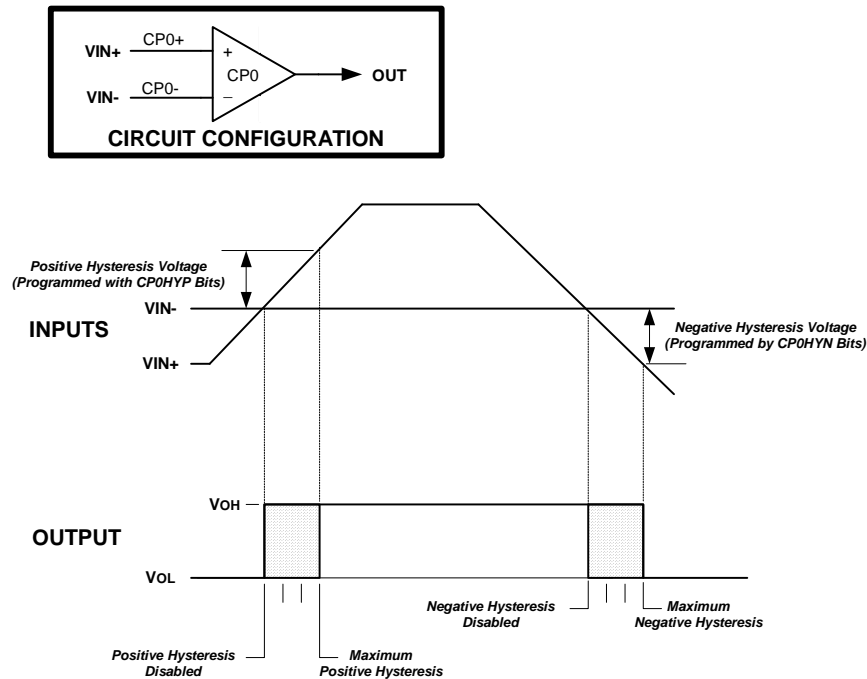 VIN+
CP0+
+
CP0
OUT
VIN-
CP0-
−
CIRCUIT CONFIGURATION
Positive Hysteresis Voltage
(Programmed with CP0HYP Bits)
VIN-
INPUTS
Negative Hysteresis Voltage
(Programmed by CP0HYN Bits)
VIN+
VOH
OUTPUT
VOL
Negative Hysteresis
Disabled
Maximum
Negative Hysteresis
Positive Hysteresis
Disabled
Maximum
Positive Hysteresis